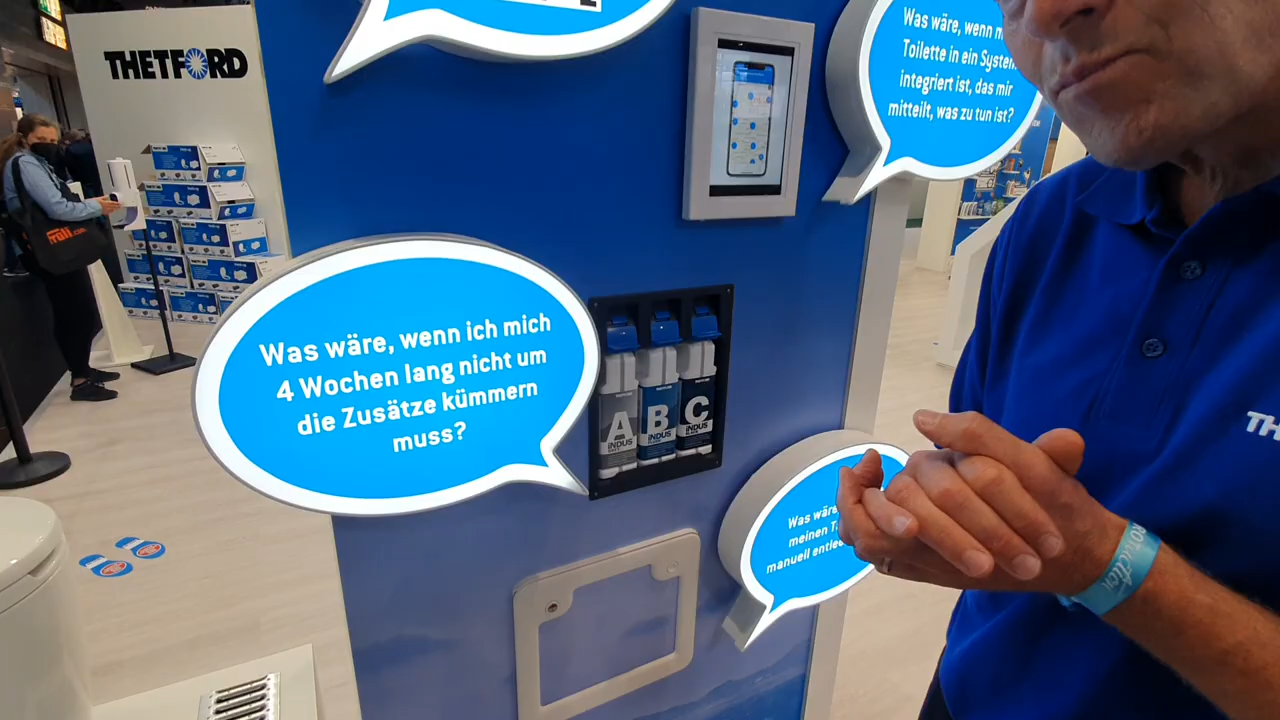 THETFORD
Was wäre, wenn m
Toilette in ein System
integriert ist, das mir
mitteilt, was zu tun ist?
Was wäre, wenn ich mich
4 Wochen lang nicht um
die Zusätze kümmern
muss?
A
INDUS
B
INDUS
C
INDUS
Was wäre,
meinen T
manuell entlee
TH